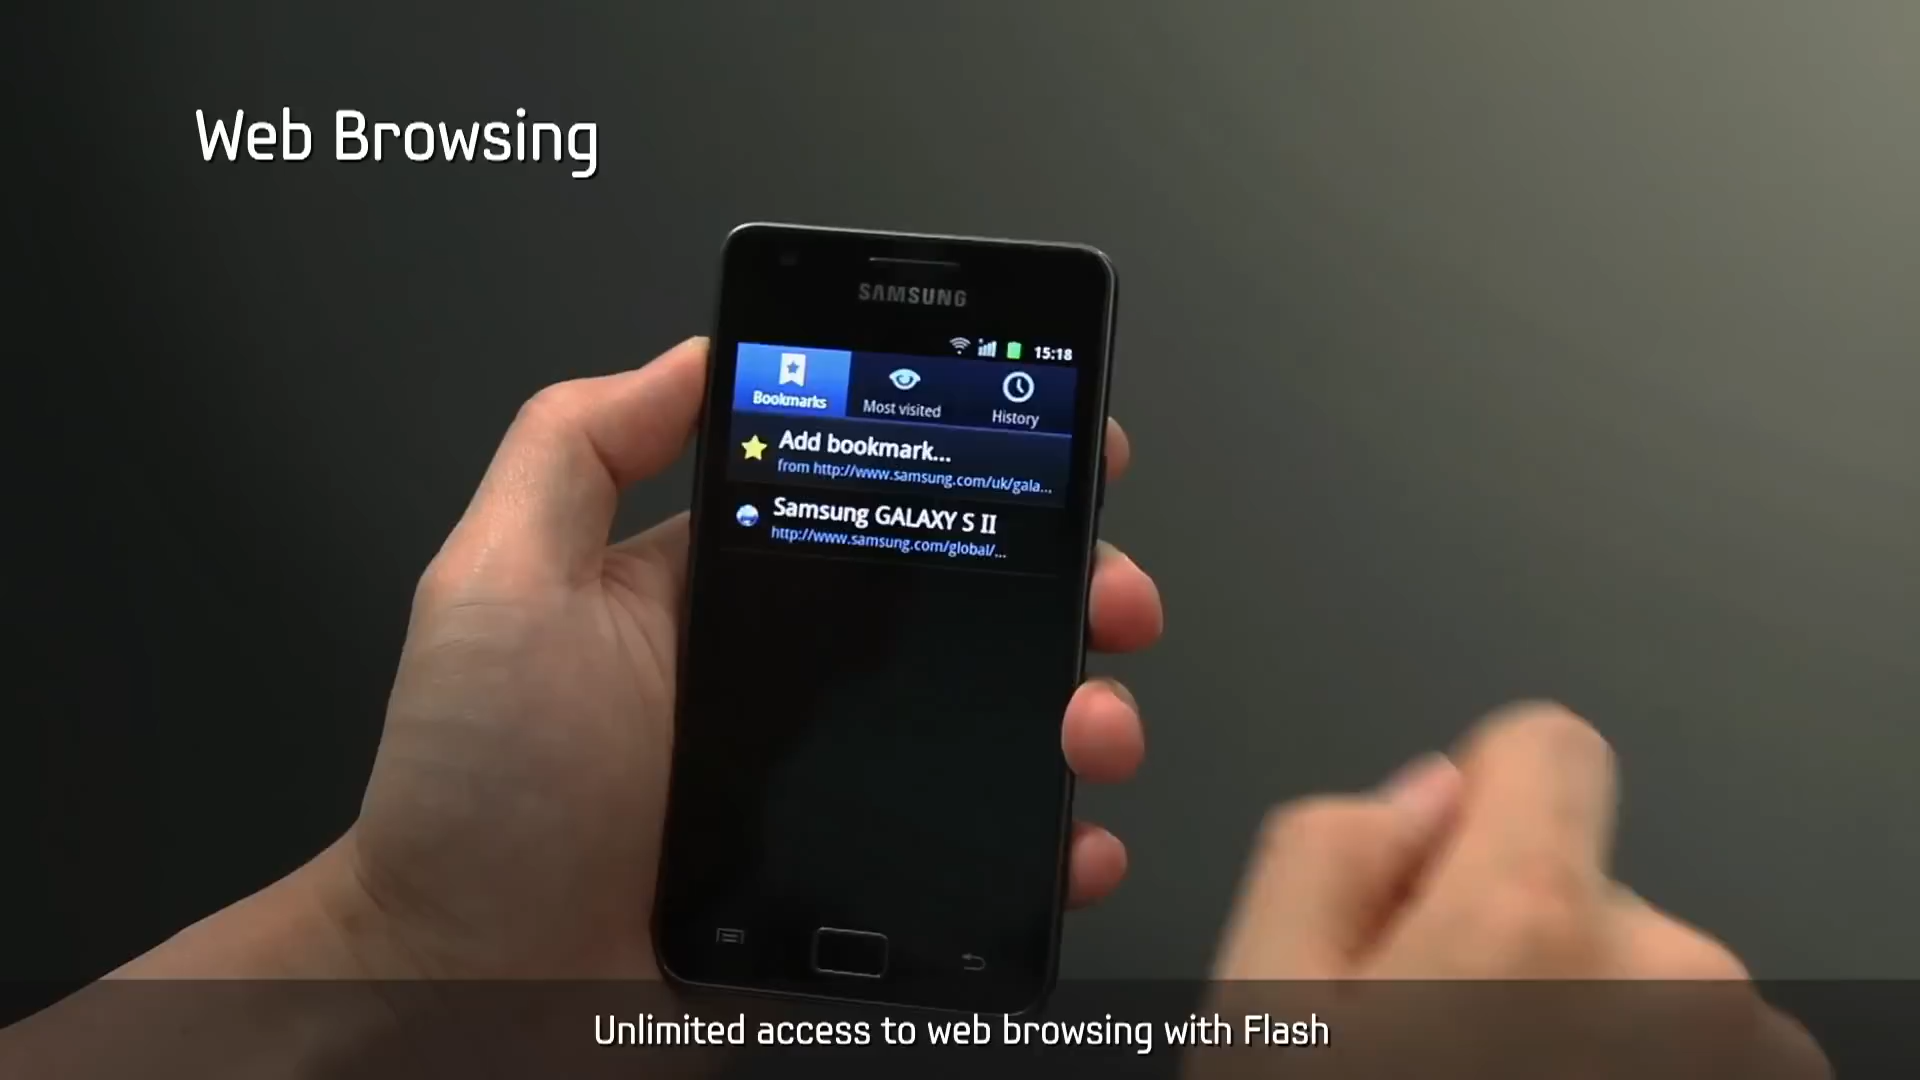 Web Browsing
SAMSUNG
15:18
Bookmarks
Most visited
History
Add bookmark...
from http://www.samsung.com/uk/gala...
Samsung GALAXY S II
http://www.samsung.com/global/...
Unlimited access to web browsing with Flash